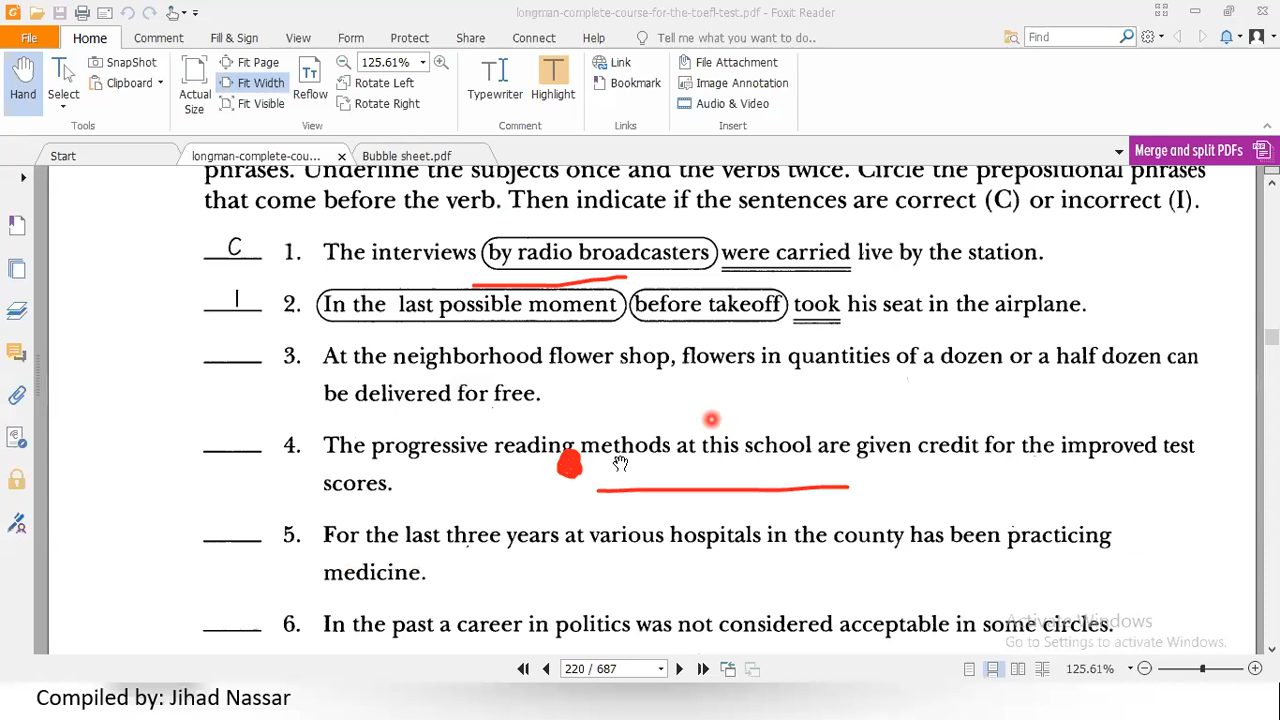 longman-complete-course-for-the-toefl-test.pdf - Foxit Reader
File Home Comment Fill & Sign View Form Protect Share Connect Help Tell me what you want to do.. Find
Hand
Select
SnapShot
Clipboard
Tools
Actual Size
Fit Page
Fit Width
Fit Visible
Reflow
125.61%
Rotate Left
Rotate Right
View
Typewriter
Highlight
Comment
Link
Bookmark
Links
File Attachment
Image Annotation
Audio & Video
Insert
Start longman-complete-cou... Bubble sheet.pdf Merge and split PDFs
phrases. Underline the subjects once and the verbs twice. Circle the prepositional phrases
that come before the verb. Then indicate if the sentences are correct (C) or incorrect (I).
C 1. The interviews by radio broadcasters were carried live by the station.
I 2. In the last possible moment before takeoff took his seat in the airplane.
3. At the neighborhood flower shop, flowers in quantities of a dozen or a half dozen can
be delivered for free.
4. The progressive reading methods at this school are given credit for the improved test
scores.
5. For the last three years at various hospitals in the county has been practicing
medicine.
6. In the past a career in politics was not considered acceptable in some circles.
Activate Windows
Go to Settings to activate Windows.
220 / 687 125.61%
Compiled by: Jihad Nassar